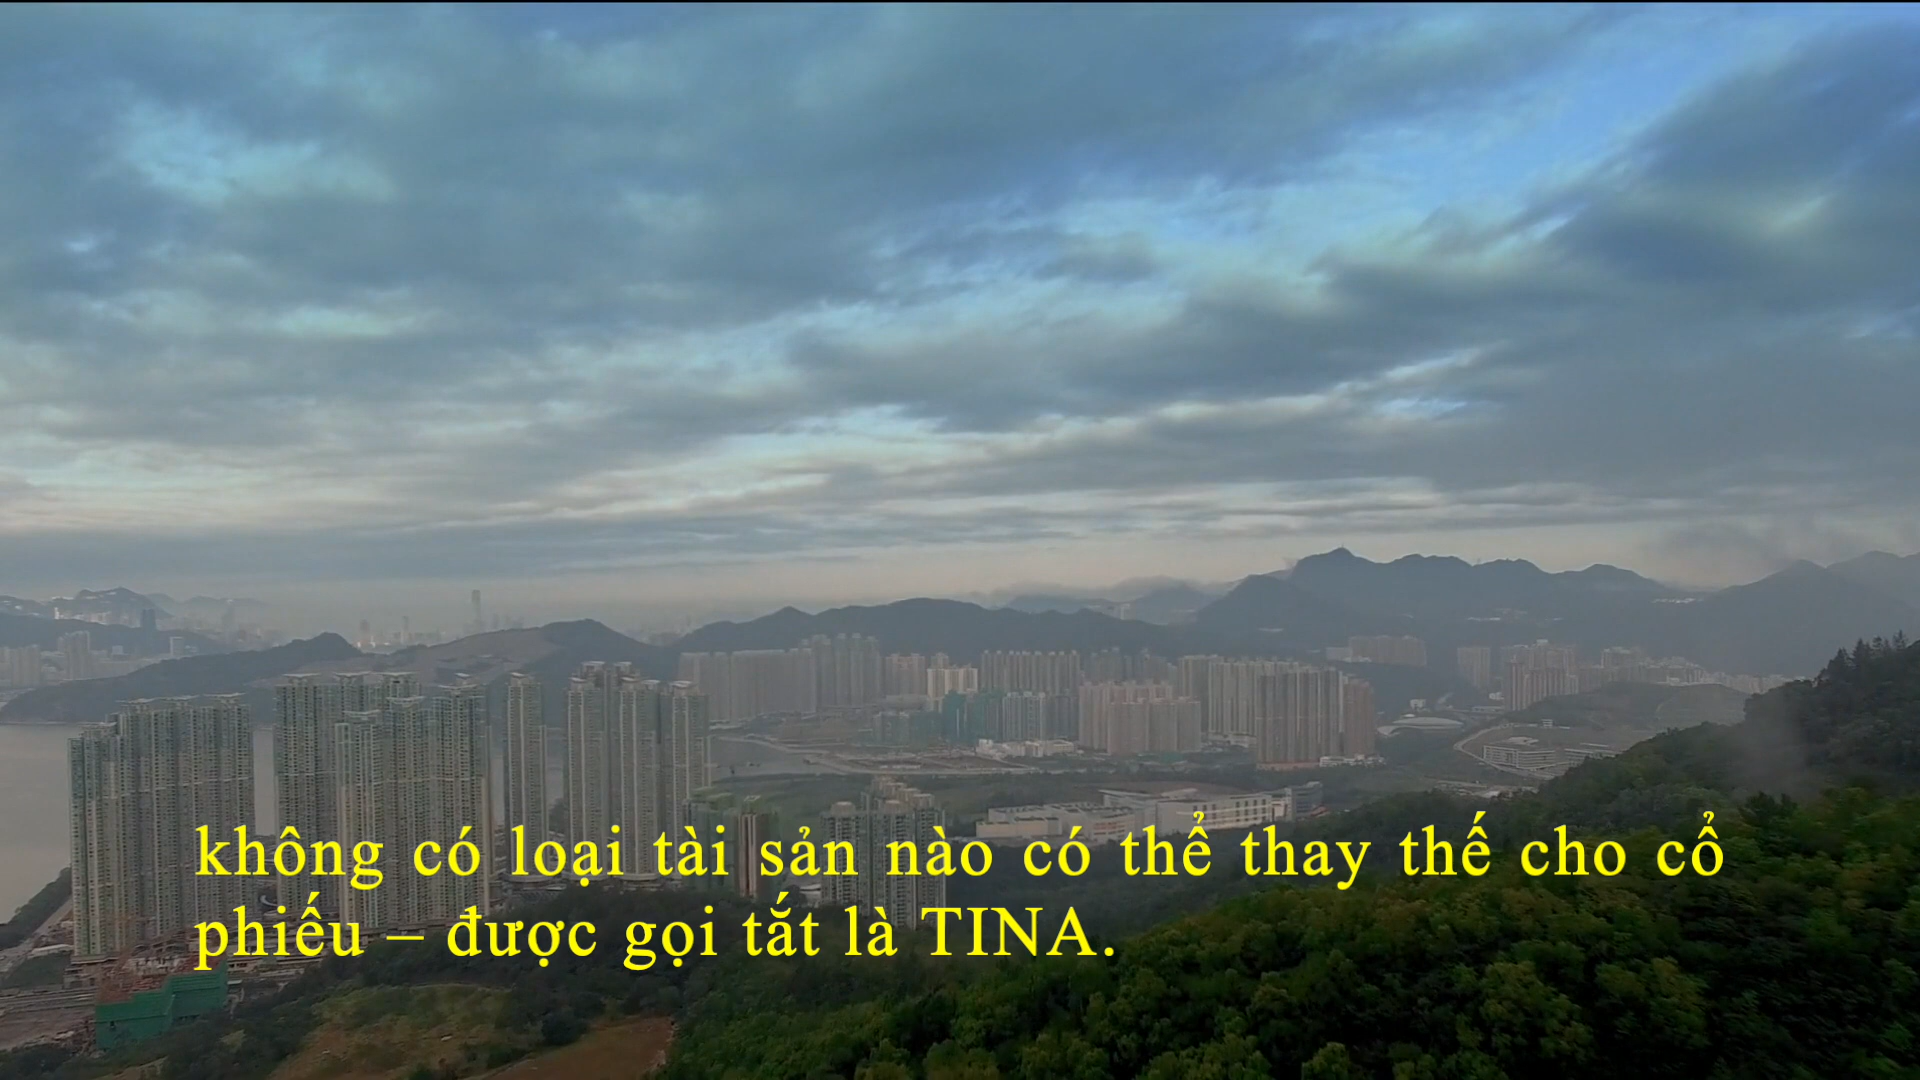 không có loại tài sản nào có thể thay thế cho cổ
phiếu – được gọi tắt là TINA.